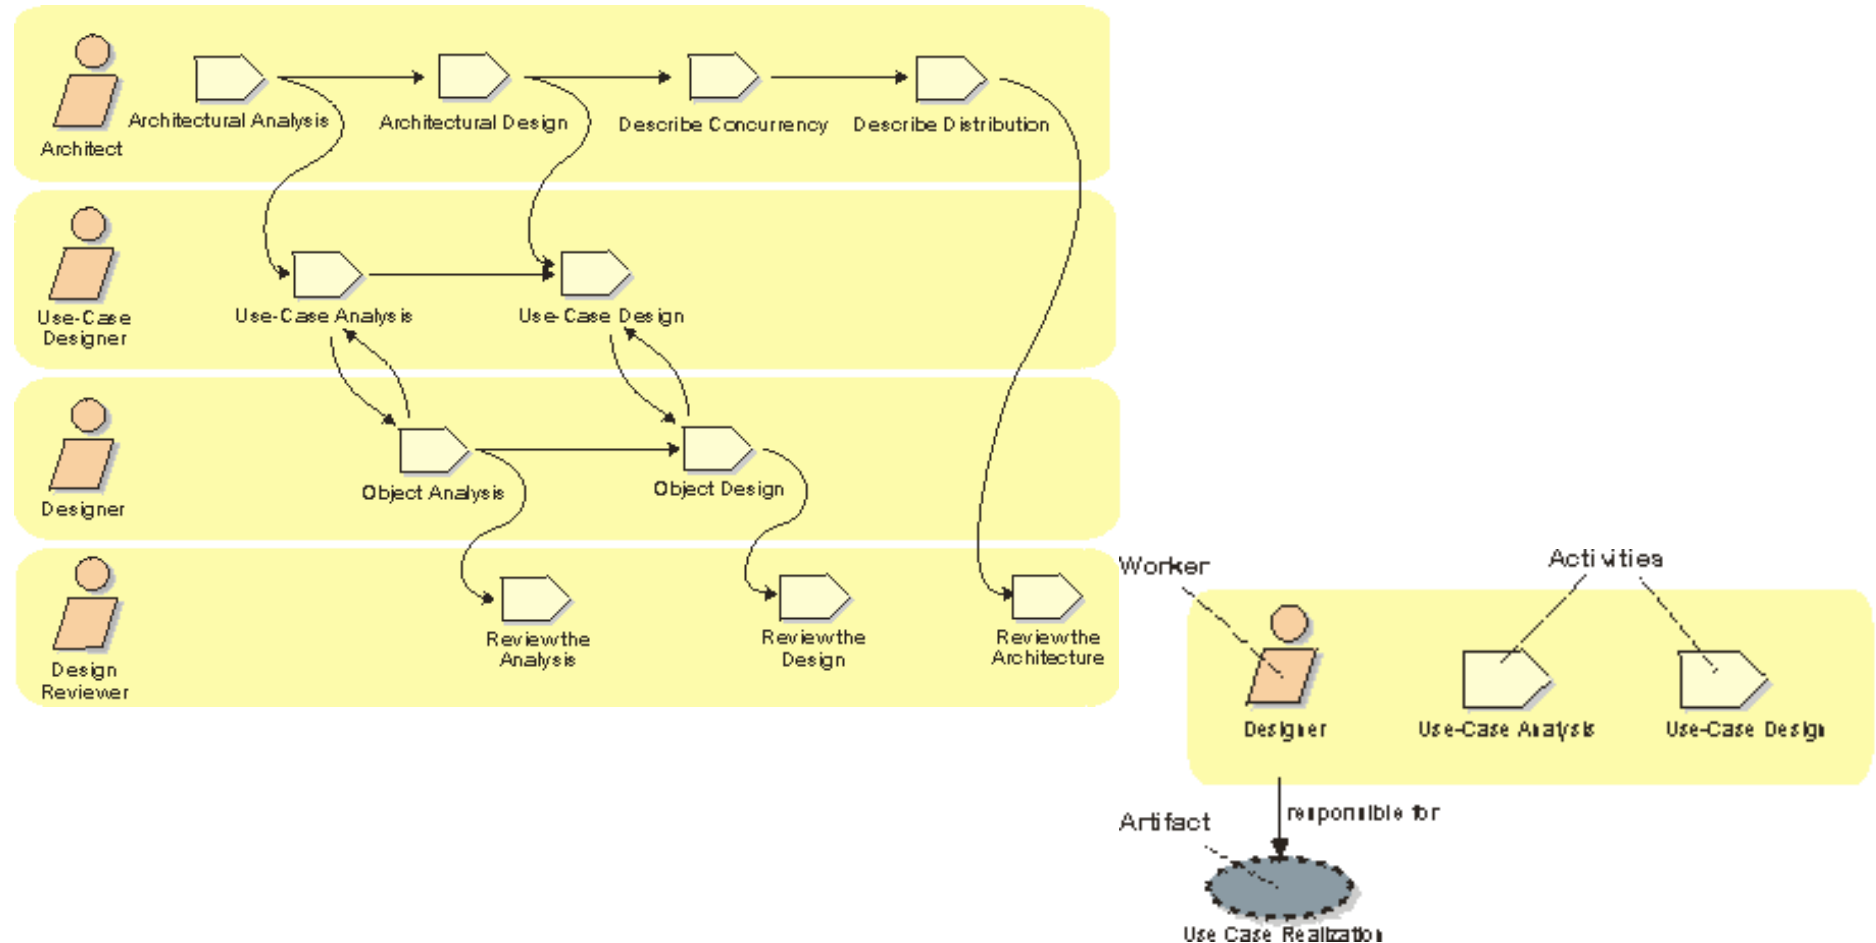 Architectural Analysis
Architectural Design
Describe Concurrency
Describe Distribution
Architect
Use-Case
Designer
Use-Case Analysis
Use-Case Design
Designer
Object Analysis
Object Design
Design
Reviewer
Review the
Analysis
Review the
Design
Review the
Architecture
Worker
Activities
Designer
Use-Case Analysis
Use-Case Design
responsible for
Artifact
Use Case Realization